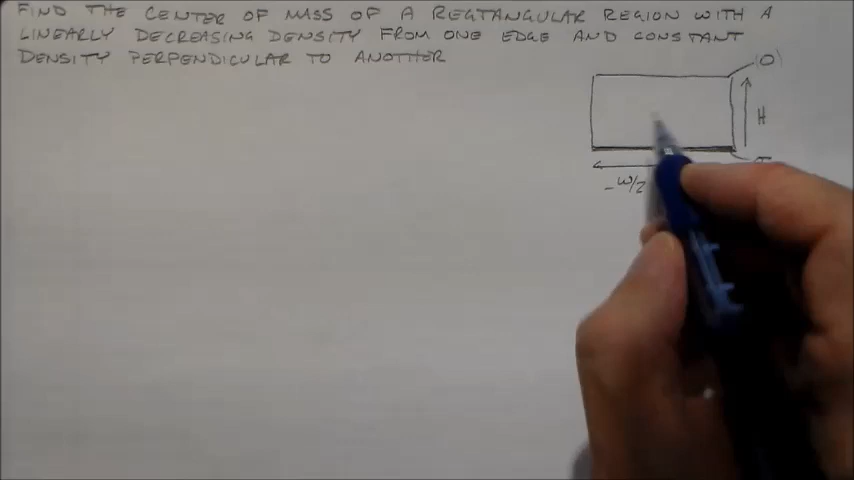 FIND THE CENTER OF MASS OF A RECTANGULAR REGION WITH A
LINEARLY DECREASING DENSITY FROM ONE EDGE AND CONSTANT
DENSITY PERPENDICULAR TO ANOTHER
(0)
H
-W/2